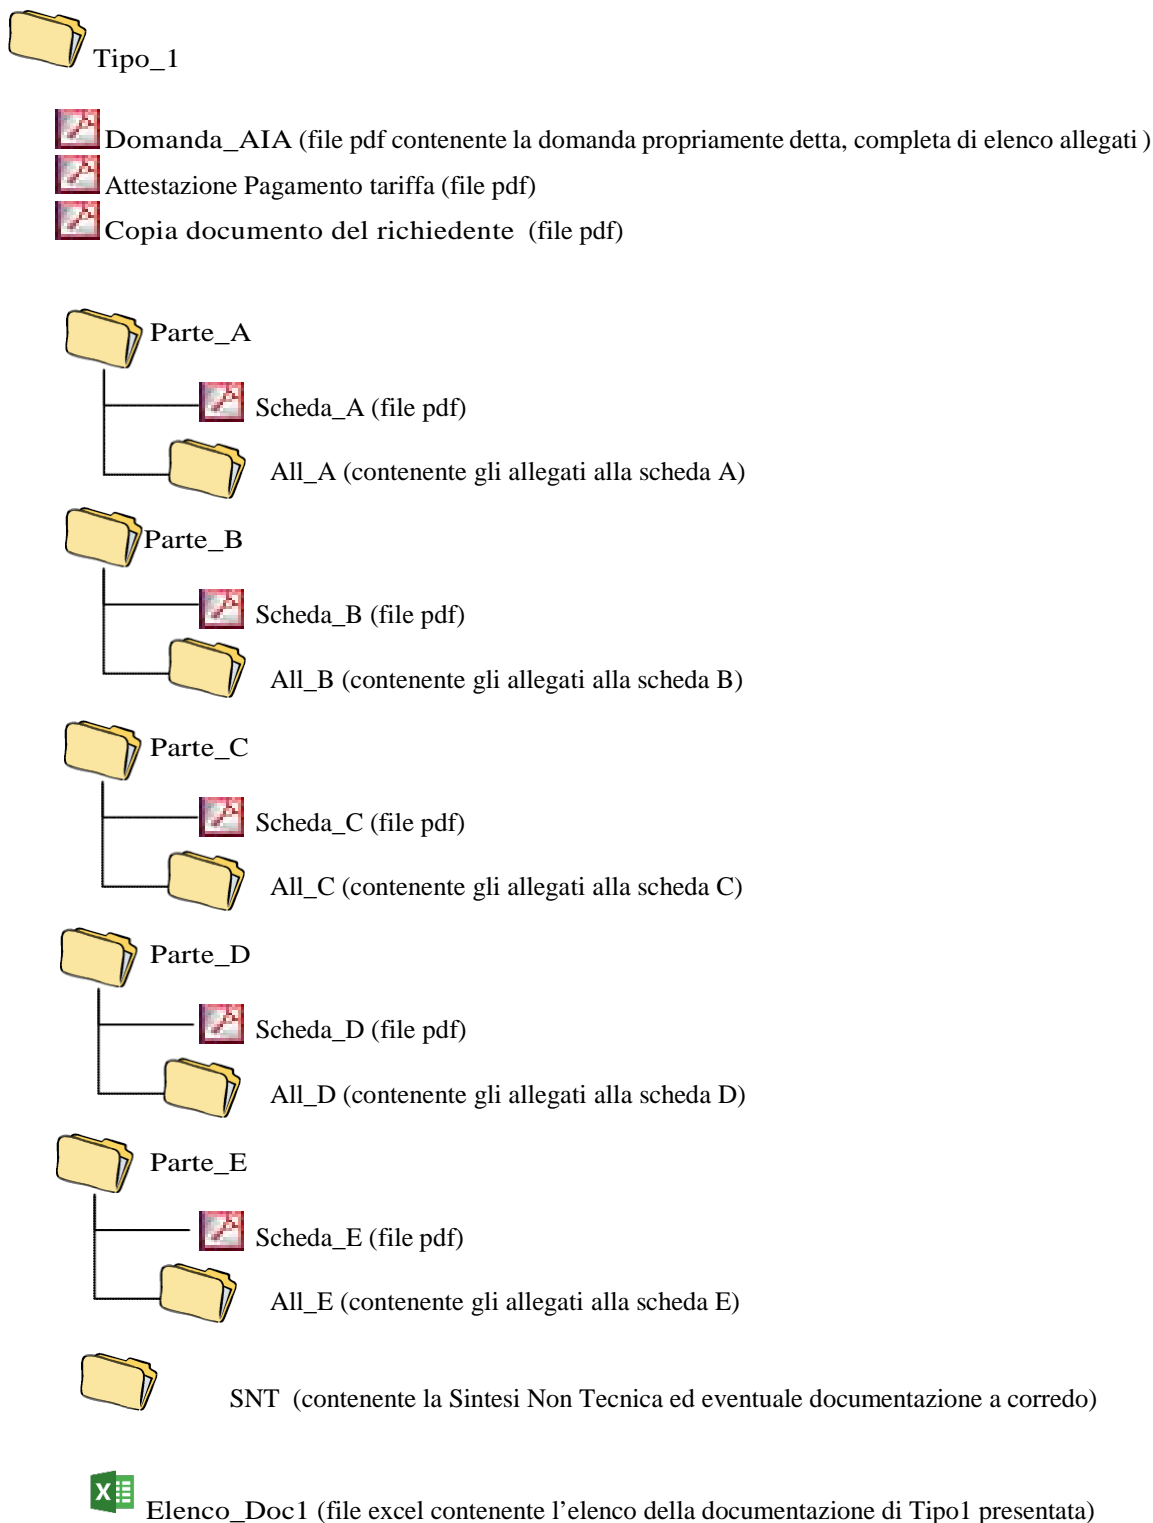 Tipo_1
Domanda_AIA (file pdf contenente la domanda propriamente detta, completa di elenco allegati)
Attestazione Pagamento tariffa (file pdf)
Copia documento del richiedente (file pdf)
Parte_A
Scheda_A (file pdf)
All_A (contenente gli allegati alla scheda A)
Parte_B
Scheda_B (file pdf)
All_B (contenente gli allegati alla scheda B)
Parte_C
Scheda_C (file pdf)
All_C (contenente gli allegati alla scheda C)
Parte_D
Scheda_D (file pdf)
All_D (contenente gli allegati alla scheda D)
Parte_E
Scheda_E (file pdf)
All_E (contenente gli allegati alla scheda E)
SNT (contenente la Sintesi Non Tecnica ed eventuale documentazione a corredo)
Elenco_Doc1 (file excel contenente l’elenco della documentazione di Tipo1 presentata)